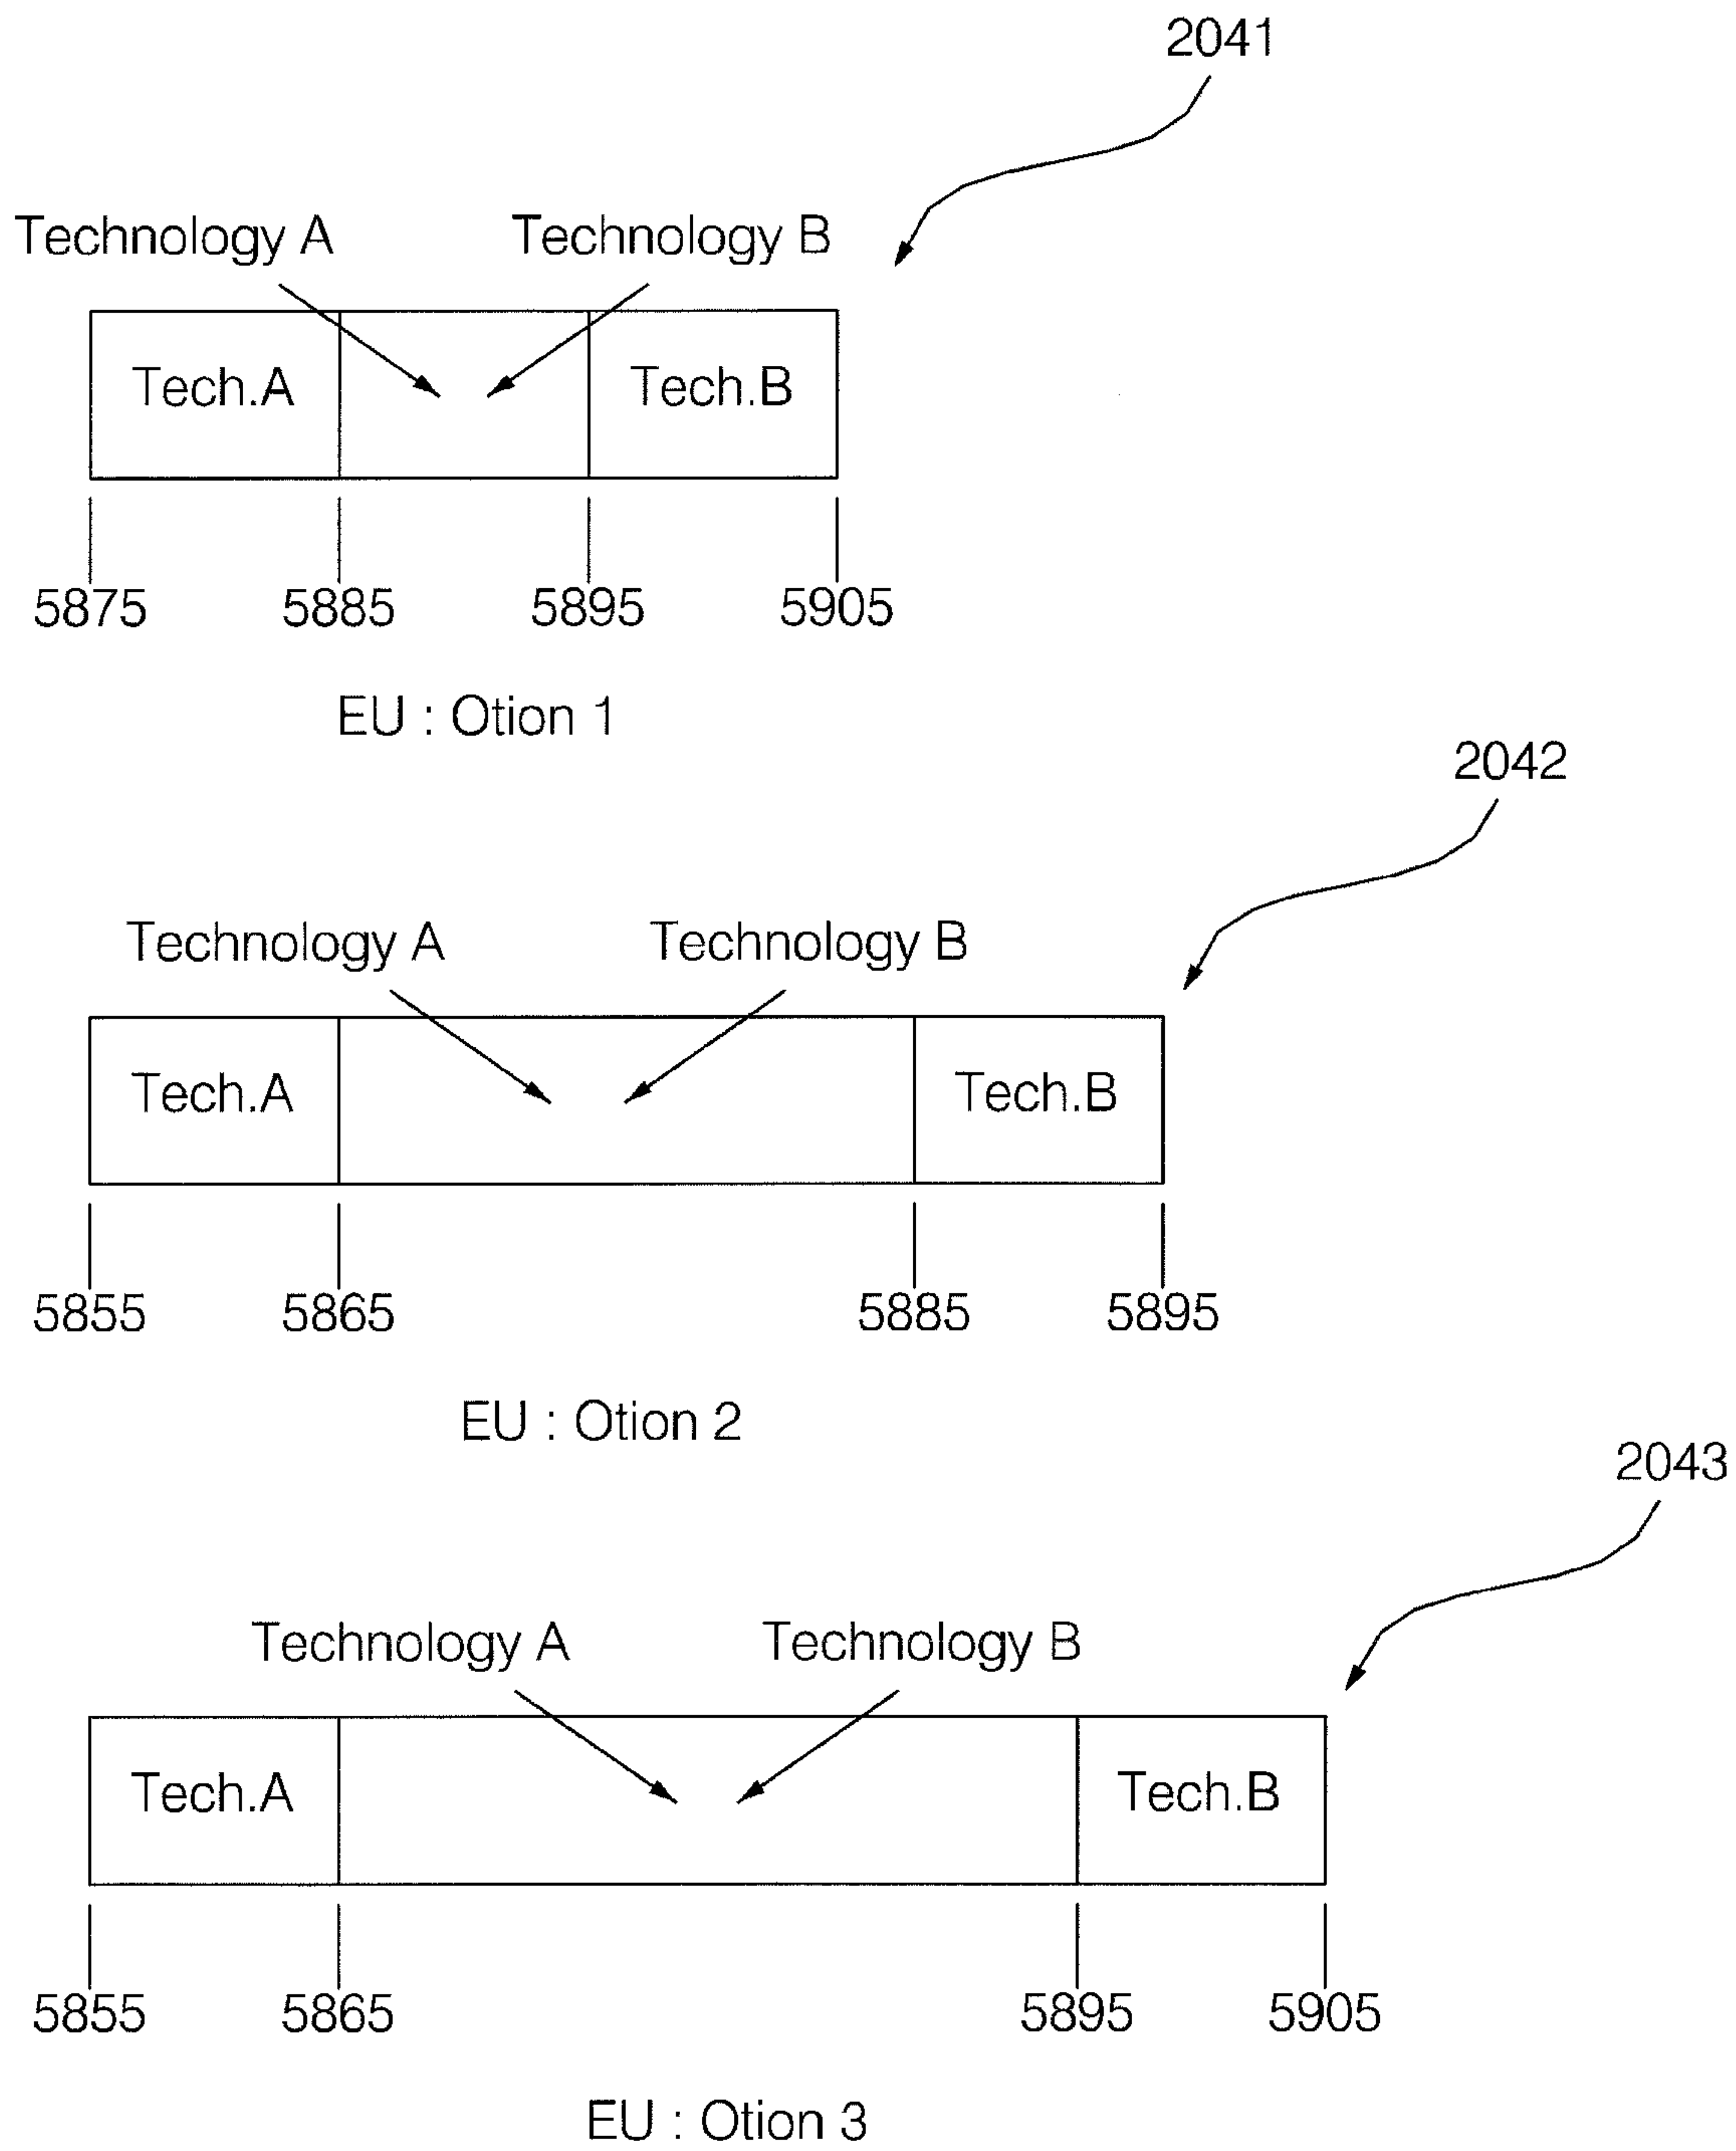 2041
Technology A Technology B
Tech.A Tech.B
5875 5885 5895 5905
EU : Otion 1
2042
Technology A Technology B
Tech.A Tech.B
5855 5865 5885 5895
EU : Otion 2
2043
Technology A Technology B
Tech.A Tech.B
5855 5865 5895 5905
EU : Otion 3